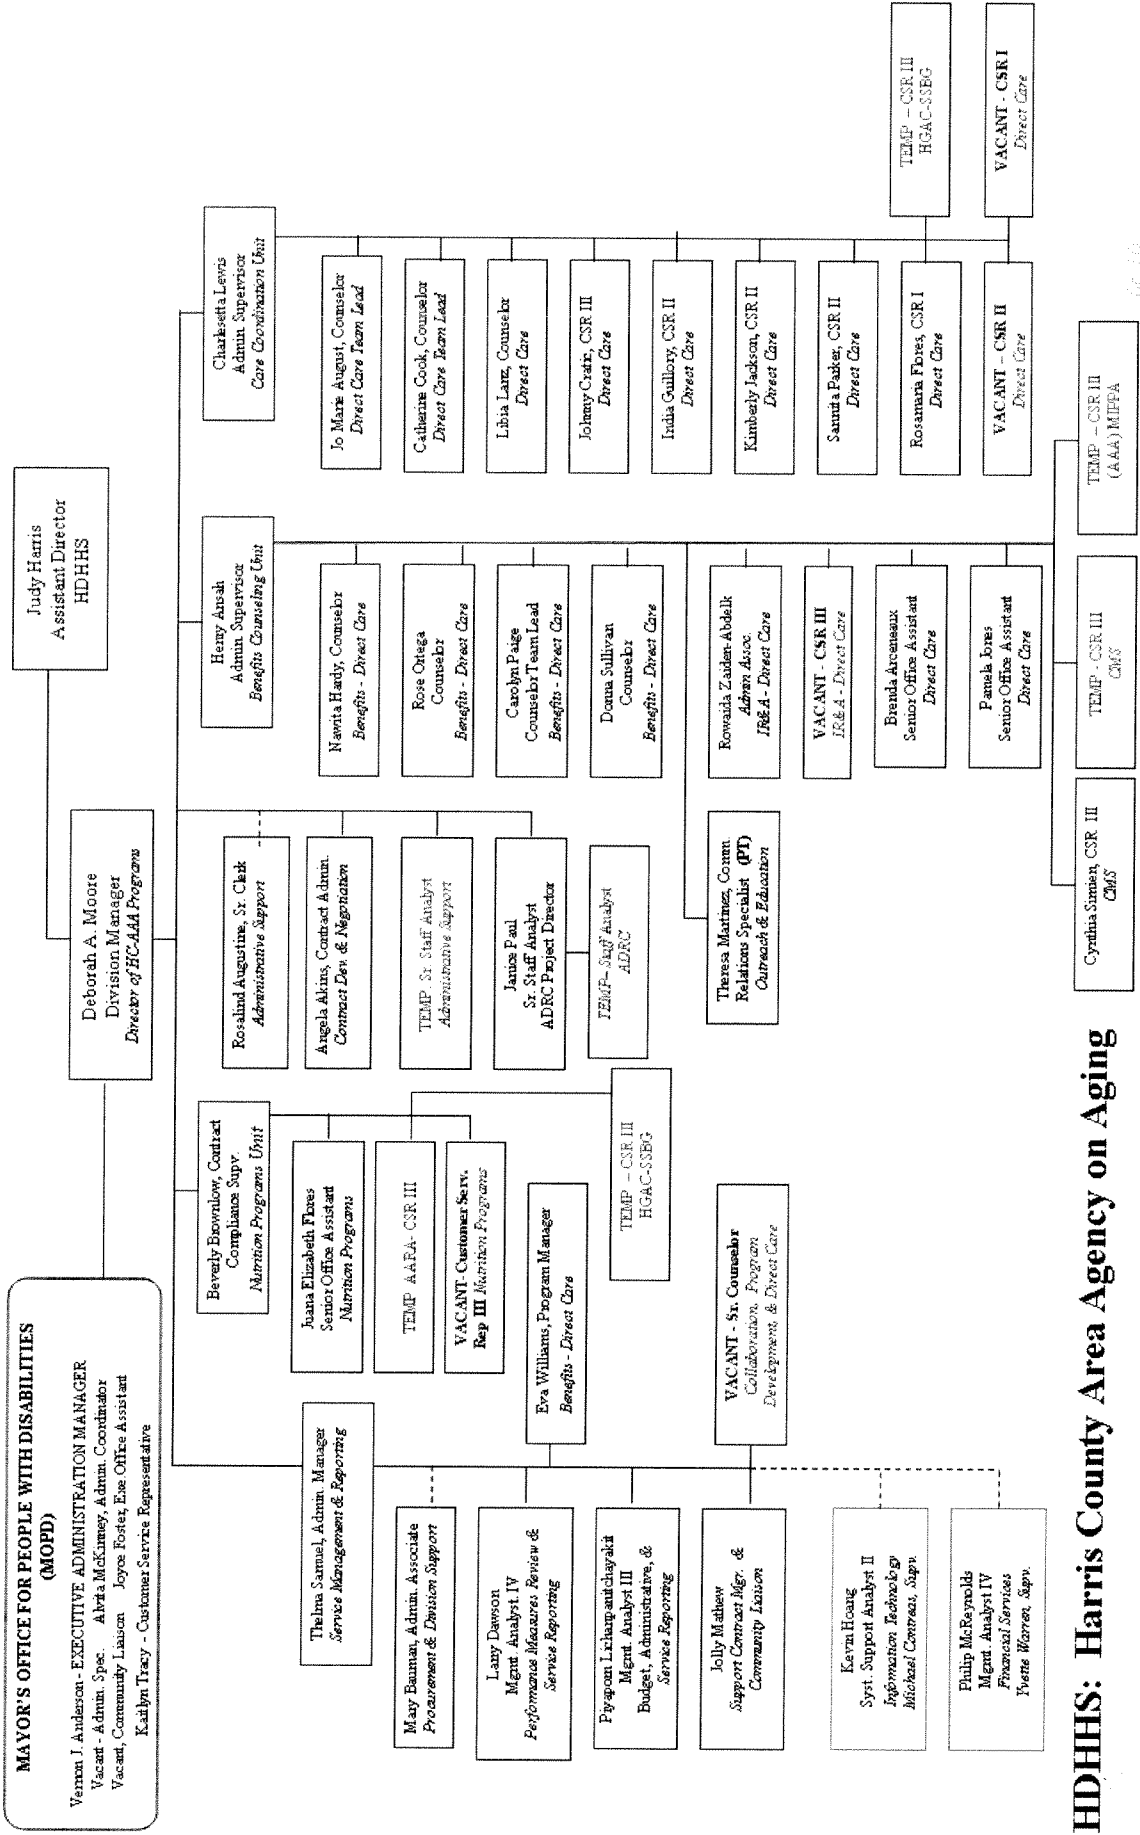 MAYOR'S OFFICE FOR PEOPLE WITH DISABILITIES
(MOPD)
Vernon J. Anderson - EXECUTIVE ADMINISTRATION MANAGER
Vacant - Admin. Spec. Alvita McKinney, Admin. Coordinator
Vacant, Community Liaison Joyce Foster, Exe. Office Assistant
Kaitlyn Tracy - Customer Service Representative
Judy Harris
Assistant Director
HDHHS
Deborah A. Moore
Division Manager
Director of HC-AAA Programs
Thelma Samuel, Admin. Manager
Service Management & Reporting
Mary Bauman, Admin. Associate
Procurement & Division Support
Larry Dawson
Mgmt Analyst. IV
Performance Measures Review &
Service Reporting
Piyaporn Lichanpanitchayakit
Mgmt Analyst III
Budget, Administrative, &
Service Reporting
Jolly Mathew
Support Contract Mgr. &
Community Liaison
Kevin Hoang
Syst. Support Analyst II
Information Technology
Michael Contreas, Supv.
Philip McReynolds
Mgmt. Analyst IV
Financial Services
Yvette Warren, Supv.
Eva Williams, Program Manager
Benefits - Direct Care
VACANT - Sr. Counselor
Collaboration, Program
Development, & Direct Care
Beverly Brownlow, Contract
Compliance Supv.
Nutrition Programs Unit
Juana Elizabeth Flores
Senior Office Assistant
Nutrition Programs
TEMP AARA- CSR III
VACANT- Customer Serv.
Rep III Nutrition Programs
TEMP - CSR III
HGAC-SSBG
Rosalind Augustine, Sr. Clerk
Administrative Support
Angela Akins, Contract Admin.
Contract Dev. & Negotiation
TEMP. Sr. Staff Analyst
Administrative Support
Janice Paul
Sr. Staff Analyst
ADRC Project Director
TEMP- Staff Analyst
ADRC
Henry Ansah
Admin. Supervisor
Benefits Counseling Unit
Nawita Hardy, Counselor
Benefits - Direct Care
Rose Ortega
Counselor
Benefits - Direct Care
Carolyn Paige
Counselor Team Lead
Benefits - Direct Care
Donna Sullivan
Counselor
Benefits - Direct Care
Theresa Martinez, Comm.
Relations Specialist (PT)
Outreach & Education
Rowaida Zaiden-Abdelk
Admin Assoc.
IR& A - Direct Care
VACANT - CSR III
IR& A - Direct Care
Brenda Arceneaux
Senior Office Assistant
Direct Care
Pamela Jones
Senior Office Assistant
Direct Care
Cynthia Simien, CSR III
CMS
TEMP - CSR III
CMS
TEMP - CSR III
(AAA) MIPPA
Charlesetta Lewis
Admin. Supervisor
Care Coordination Unit
Jo Marie August, Counselor
Direct Care Team Lead
Catherine Cook, Counselor
Direct Care Team Lead
Libia Lanz, Counselor
Direct Care
Johnny Cratic, CSR III
Direct Care
India Guillory, CSR II
Direct Care
Kimberly Jackson, CSR II
Direct Care
Sannita Parker, CSR II
Direct Care
Rosamaria Flores, CSR I
Direct Care
VACANT - CSR II
Direct Care
TEMP - CSR III
HGAC-SSBG
VACANT - CSR I
Direct Care
HDHHS: Harris County Area Agency on Aging